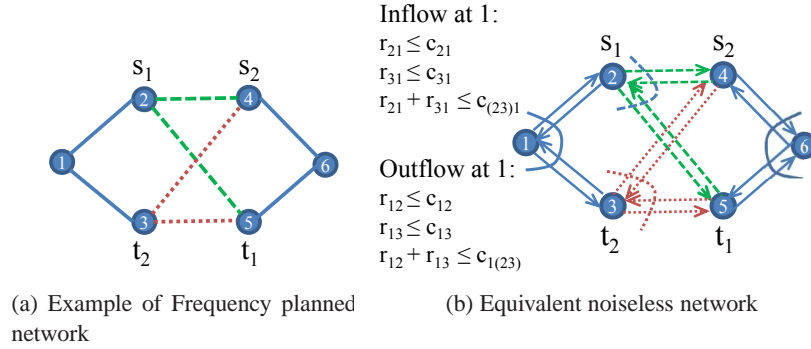 s₁
s₂
2
4
1
6
3
5
t₂
t₁
(a) Example of Frequency planned
network
Inflow at 1:
r₂₁ ≤ c₂₁
r₃₁ ≤ c₃₁
r₂₁ + r₃₁ ≤ c₍₂₃₎₁
Outflow at 1:
r₁₂ ≤ c₁₂
r₁₃ ≤ c₁₃
r₁₂ + r₁₃ ≤ c₁₍₂₃₎
s₁
s₂
2
4
1
6
3
5
t₂
t₁
(b) Equivalent noiseless network